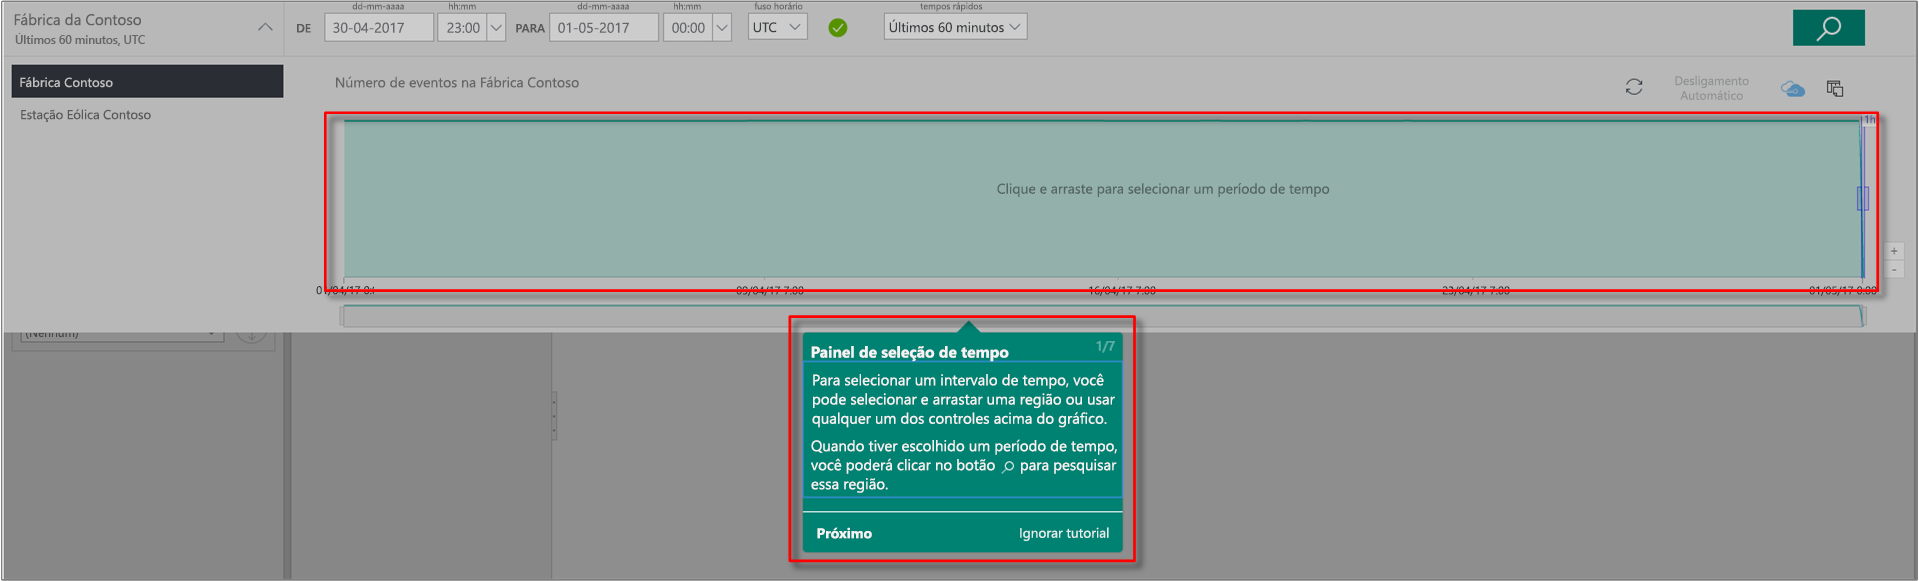 Fábrica da Contoso
Últimos 60 minutos, UTC
DE
dd-mm-aaaa
30-04-2017
hh:mm
23:00
PARA
dd-mm-aaaa
01-05-2017
hh:mm
00:00
fuso horário
UTC
tempos rápidos
Últimos 60 minutos
Fábrica Contoso
Estação Eólica Contoso
Número de eventos na Fábrica Contoso
Desligamento
Automático
1h
Clique e arraste para selecionar um período de tempo
+
-
09/04/17 7:00
16/04/17 7:00
23/04/17 7:00
01/05/17 0:00
(Nenhum)
Painel de seleção de tempo
1/7
Para selecionar um intervalo de tempo, você
pode selecionar e arrastar uma região ou usar
qualquer um dos controles acima do gráfico.
Quando tiver escolhido um período de tempo,
você poderá clicar no botão para pesquisar
essa região.
Próximo
Ignorar tutorial